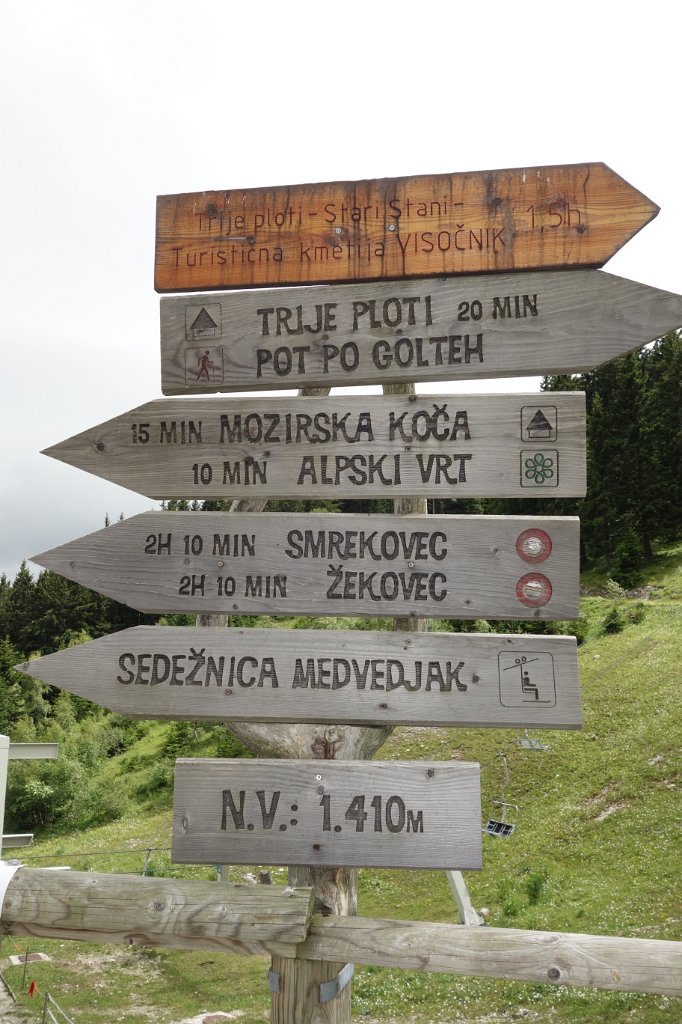 Trije ploti - Stari Stani - 1,5h
Turistična kmetija VISOČNIK
TRIJE PLOTI 20 MIN
POT PO GOLTEH
15 MIN MOZIRSKA KOČA
10 MIN ALPSKI VRT
2H 10 MIN SMREKOVEC
2H 10 MIN ŽEKOVEC
SEDEŽNICA MEDVEDJAK
N.V.: 1.410M